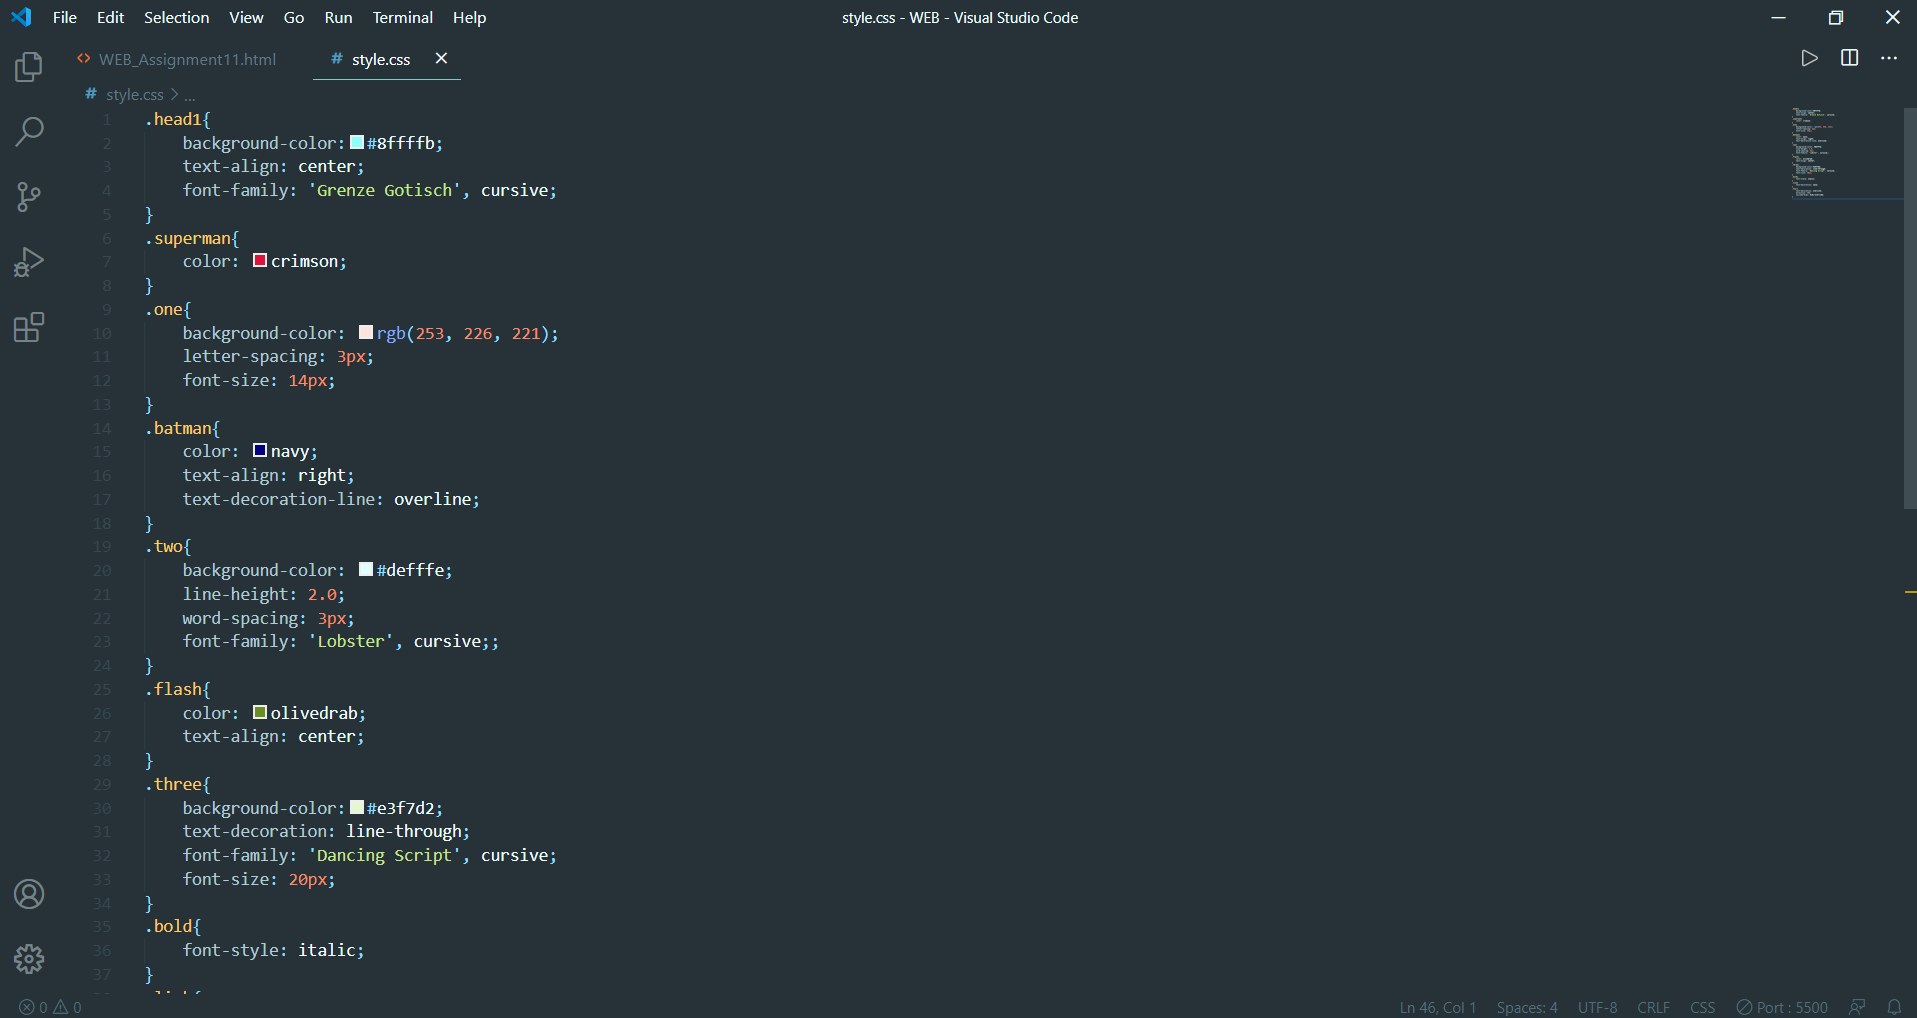 File Edit Selection View Go Run Terminal Help style.css - WEB - Visual Studio Code
WEB_Assignment11.html # style.css
# style.css > ...
1 .head1{
2 background-color:#8ffffb;
3 text-align: center;
4 font-family: 'Grenze Gotisch', cursive;
5 }
6 .superman{
7 color: crimson;
8 }
9 .one{
10 background-color: rgb(253, 226, 221);
11 letter-spacing: 3px;
12 font-size: 14px;
13 }
14 .batman{
15 color: navy;
16 text-align: right;
17 text-decoration-line: overline;
18 }
19 .two{
20 background-color: #defffe;
21 line-height: 2.0;
22 word-spacing: 3px;
23 font-family: 'Lobster', cursive;;
24 }
25 .flash{
26 color: olivedrab;
27 text-align: center;
28 }
29 .three{
30 background-color:#e3f7d2;
31 text-decoration: line-through;
32 font-family: 'Dancing Script', cursive;
33 font-size: 20px;
34 }
35 .bold{
36 font-style: italic;
37 }
0 0 Ln 46, Col 1 Spaces: 4 UTF-8 CRLF CSS Port : 5500